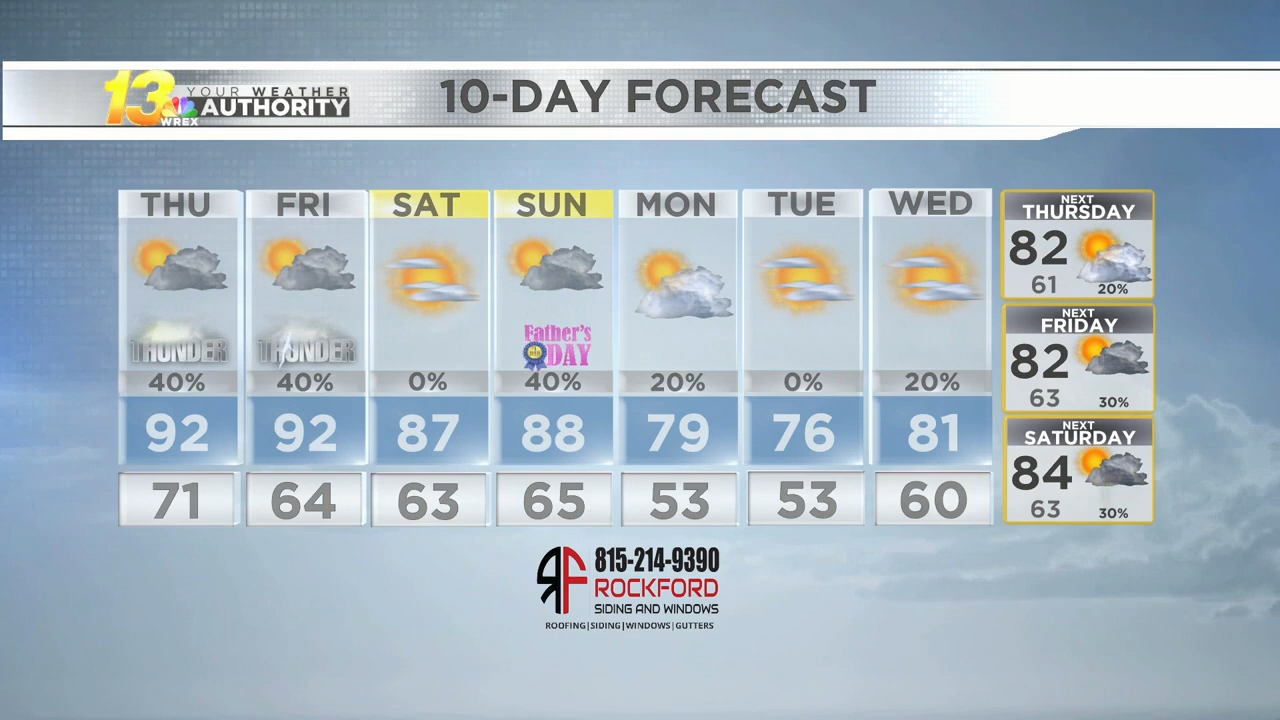 13 YOUR WEATHER
AUTHORITY
WREX
10-DAY FORECAST
THU FRI SAT SUN MON TUE WED
THUNDER THUNDER
Father's
DAY
40% 40% 0% 40% 20% 0% 20%
92 92 87 88 79 76 81
71 64 63 65 53 53 60
NEXT
THURSDAY
82
61 20%
NEXT
FRIDAY
82
63 30%
NEXT
SATURDAY
84
63 30%
815-214-9390
RF ROCKFORD
SIDING AND WINDOWS
ROOFING|SIDING|WINDOWS|GUTTERS